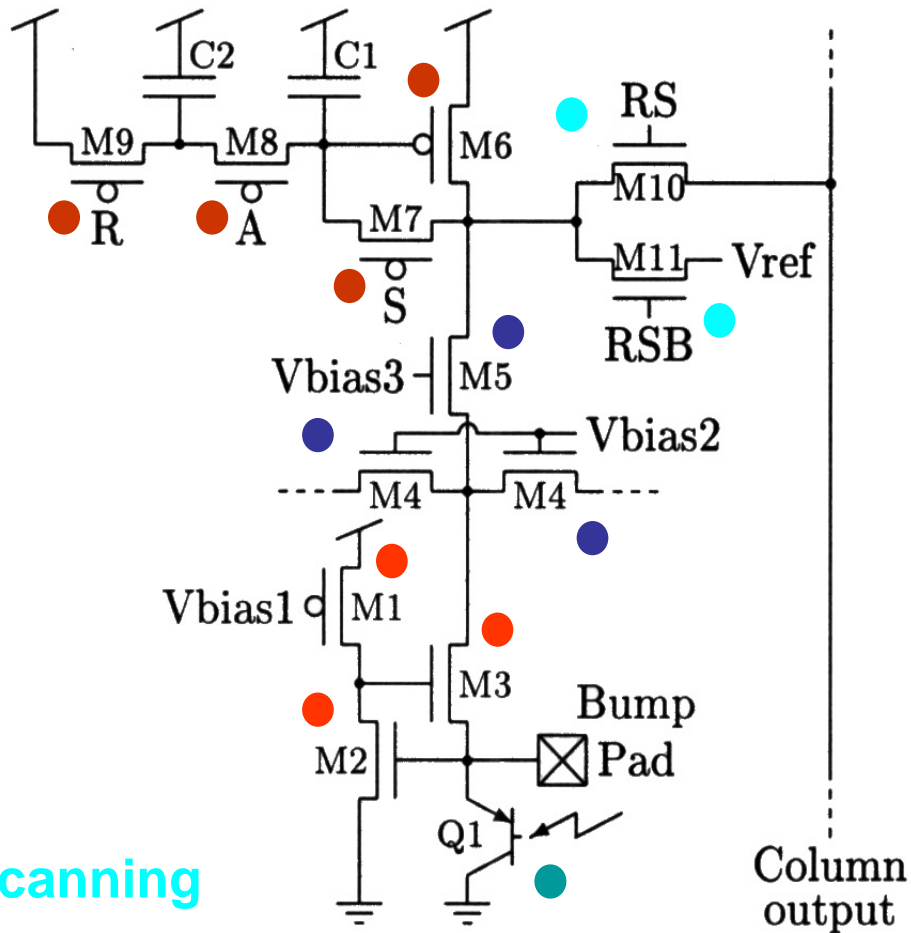 C2
C1
RS
M9
M8
M6
M10
R
A
M7
M11
Vref
S
RSB
Vbias3
M5
Vbias2
M4
M4
Vbias1
M1
M3
Bump
Pad
M2
Q1
canning
Column
output